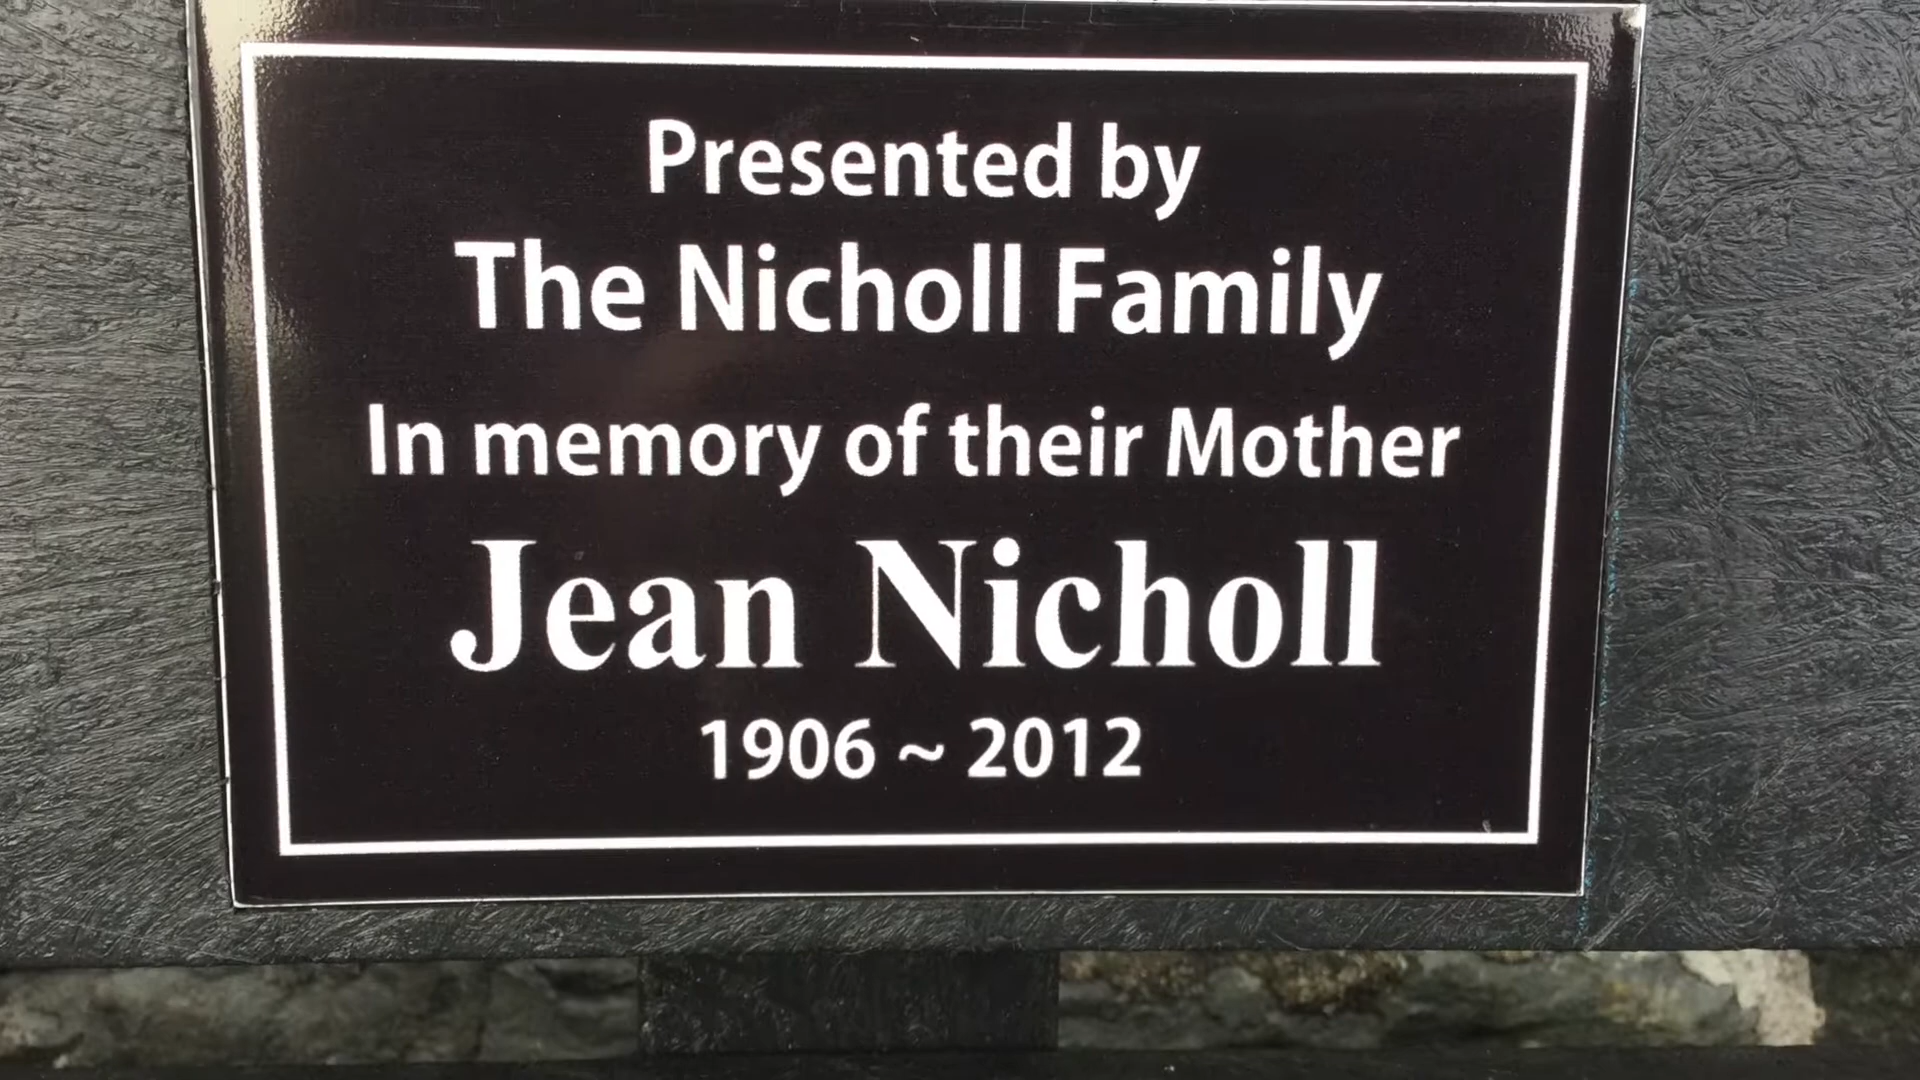 Presented by
The Nicholl Family
In memory of their Mother
Jean Nicholl
1906 ~ 2012